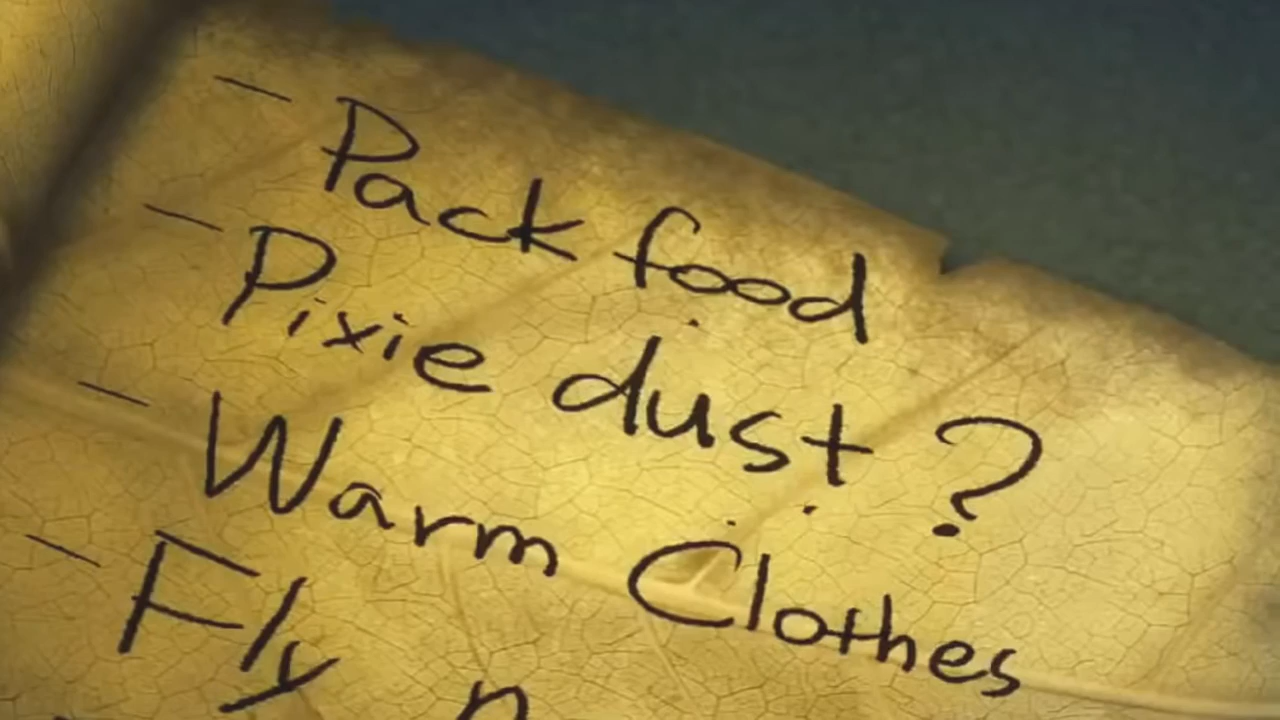 - Pack food
- Pixie dust?
- Warm Clothes
- Fly